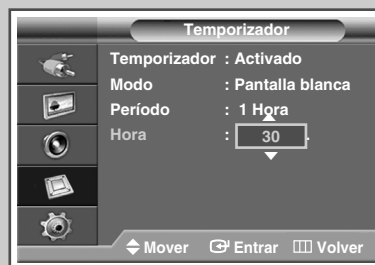 Temporizador
Temporizador : Activado
Modo : Pantalla blanca
Período : 1 Hora
Hora : 30 .
Mover Entrar Volver